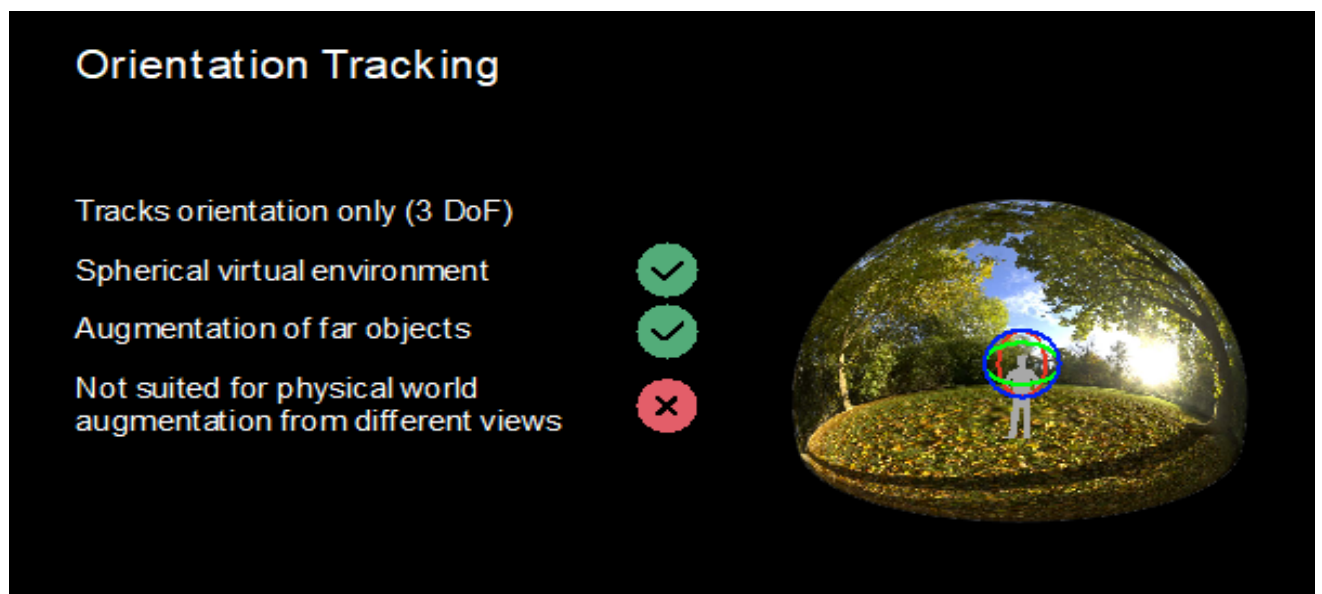 Orientation Tracking
Tracks orientation only (3 DoF)
Spherical virtual environment
Augmentation of far objects
Not suited for physical world
augmentation from different views